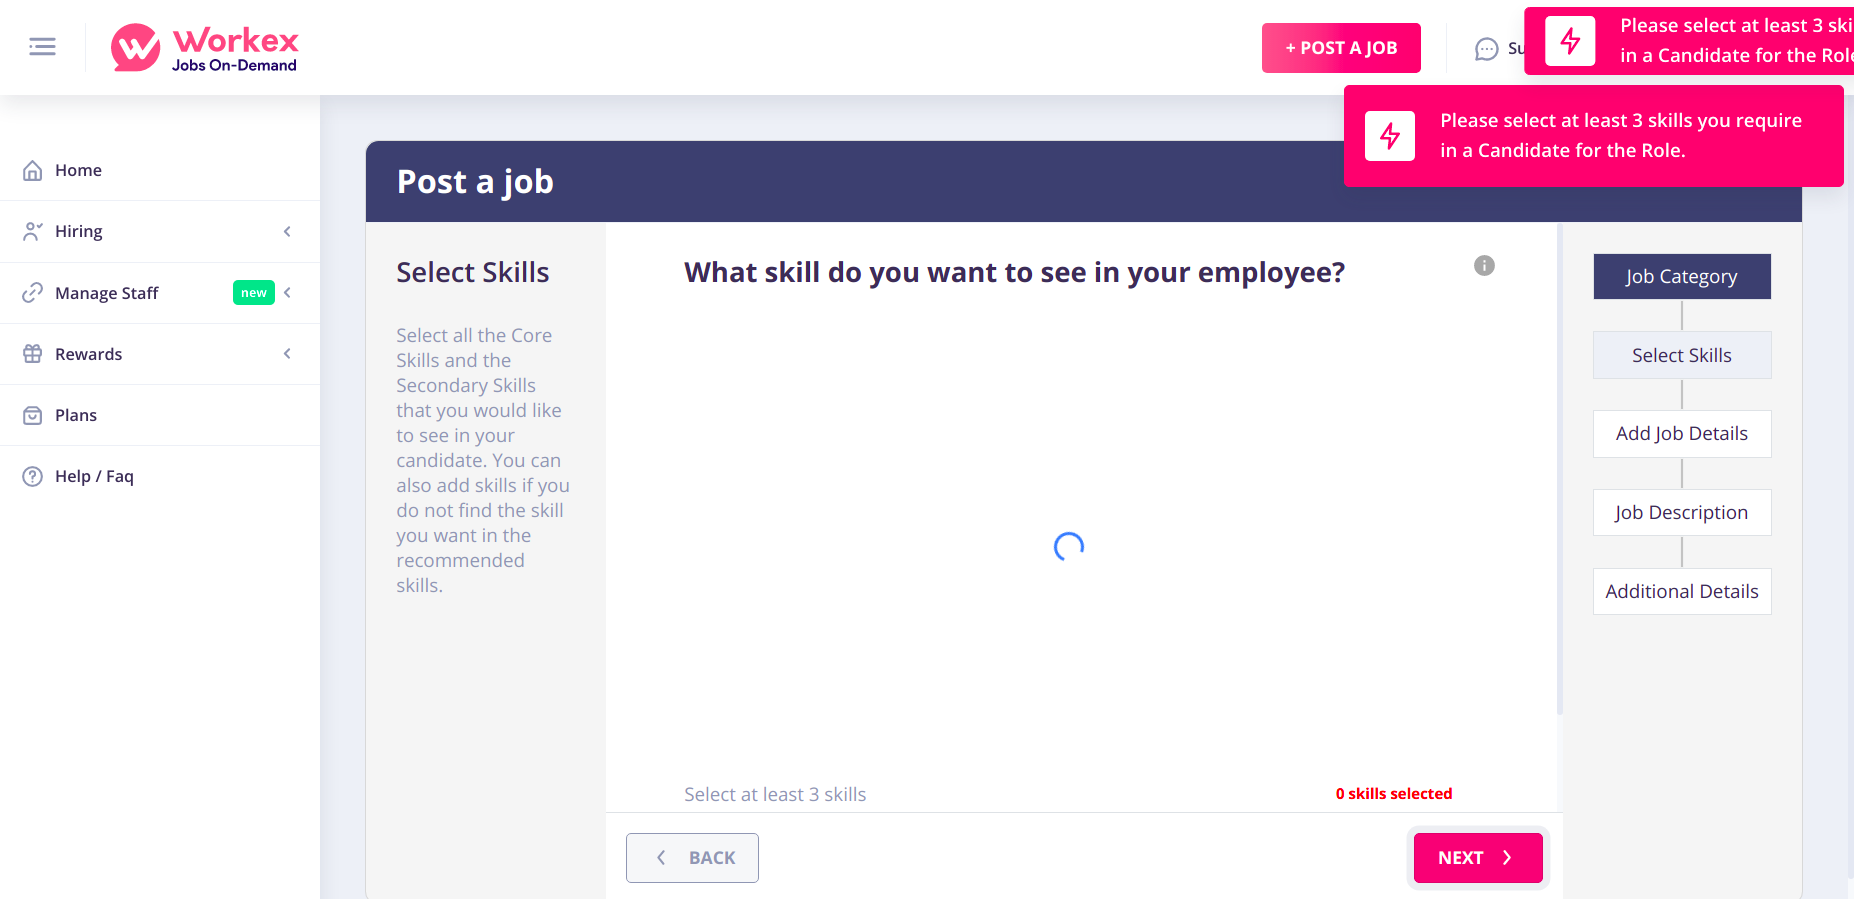 Workex
Jobs On-Demand
+ POST A JOB
Please select at least 3
in a Candidate for the
Please select at least 3 skills you require
in a Candidate for the Role.
Home
Hiring
Manage Staff
new
Rewards
Plans
Help / Faq
Post a job
Select Skills
Select all the Core
Skills and the
Secondary Skills
that you would like
to see in your
candidate. You can
also add skills if you
do not find the skill
you want in the
recommended
skills.
What skill do you want to see in your employee?
Select at least 3 skills
0 skills selected
BACK
NEXT
Job Category
Select Skills
Add Job Details
Job Description
Additional Details